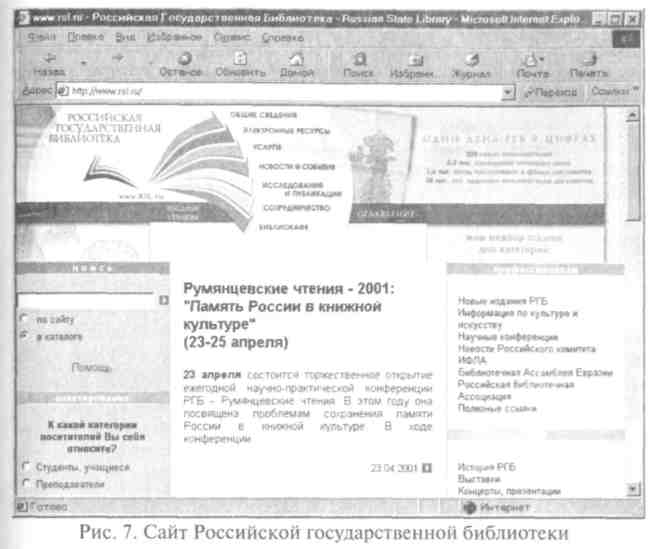 www.rsl.ru - Российская Государственная Библиотека - Russian State Library - Microsoft Internet Explo...
Файл Правка Вид Избранное Сервис Справка
Назад Останов Обновить Домой Поиск Избранн. Журнал Почта Печать
Адрес http://www.rsl.ru/ Переход Ссылки »
РОССИЙСКАЯ
ГОСУДАРСТВЕННАЯ
БИБЛИОТЕКА
www.RSL.ru
ОБЩИЕ СВЕДЕНИЯ
ЭЛЕКТРОННЫЕ РЕСУРСЫ
УСЛУГИ
НОВОСТИ И СОБЫТИЯ
ИССЛЕДОВАНИЯ
И ПУБЛИКАЦИИ
СОТРУДНИЧЕСТВО
БИБЛИОКАФЕ
ОДИН ДЕНЬ РГБ В ЦИФРАХ
ОГЛАВЛЕНИЕ
поиск
по сайту
в каталоге
Помощь
К какой категории
посетителей Вы себя
относите?
Студенты, учащиеся
Преподаватели
Румянцевские чтения - 2001:
"Память России в книжной
культуре"
(23-25 апреля)
23 апреля состоится торжественное открытие
ежегодной научно-практической конференции
РГБ - Румянцевские чтения. В этом году она
посвящена проблемам сохранения памяти
России в книжной культуре. В ходе
конференции
23.04.2001
Новые издания РГБ
Информация по культуре и
искусству
Научные конференции
Новости Российского комитета
ИФЛА
Библиотечная Ассамблея Евразии
Российская библиотечная
Ассоциация
Полезные ссылки
История РГБ
Выставки
Концерты, презентации
Готово
Интернет
Рис. 7. Сайт Российской государственной библиотеки